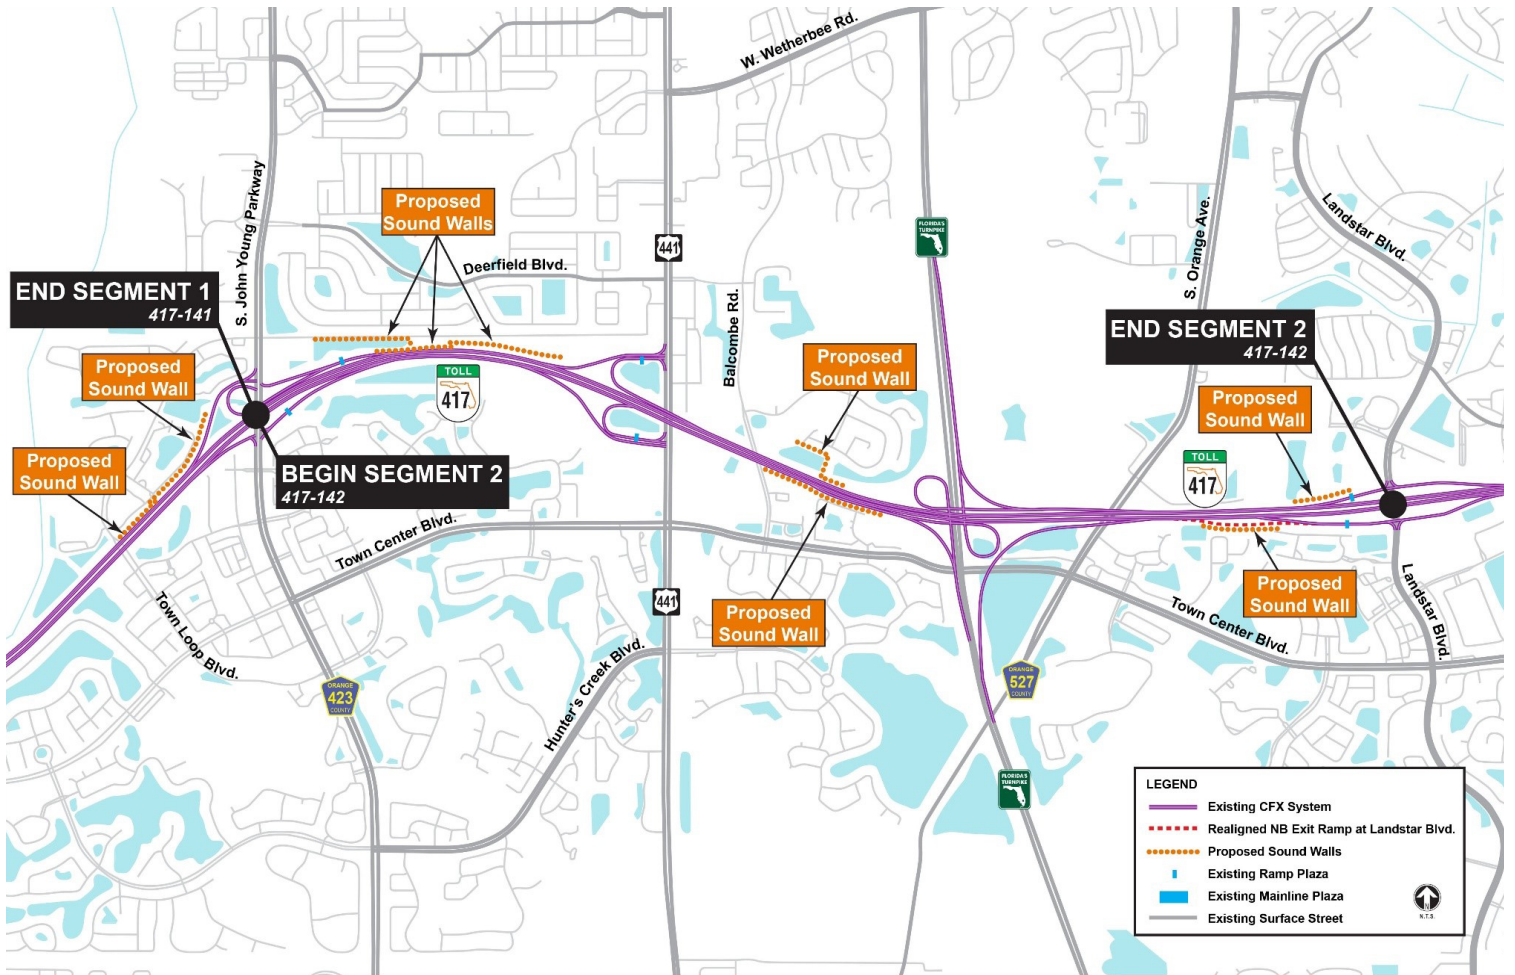 W. Wetherbee Rd.
S. John Young Parkway
Proposed
Sound Walls
Deerfield Blvd.
441
FLORIDA'S
TURNPIKE
S. Orange Ave.
Landstar Blvd.
END SEGMENT 1
417-141
Balcombe Rd.
END SEGMENT 2
417-142
Proposed
Sound Wall
TOLL
417
Proposed
Sound Wall
Proposed
Sound Wall
Proposed
Sound Wall
BEGIN SEGMENT 2
417-142
TOLL
417
Town Center Blvd.
Town Loop Blvd.
441
Proposed
Sound Wall
Proposed
Sound Wall
Town Center Blvd.
Landstar Blvd.
Hunter's Creek Blvd.
ORANGE
423
COUNTY
ORANGE
527
COUNTY
FLORIDA'S
TURNPIKE
LEGEND
Existing CFX System
Realigned NB Exit Ramp at Landstar Blvd.
Proposed Sound Walls
Existing Ramp Plaza
Existing Mainline Plaza
Existing Surface Street
N
N.T.S.